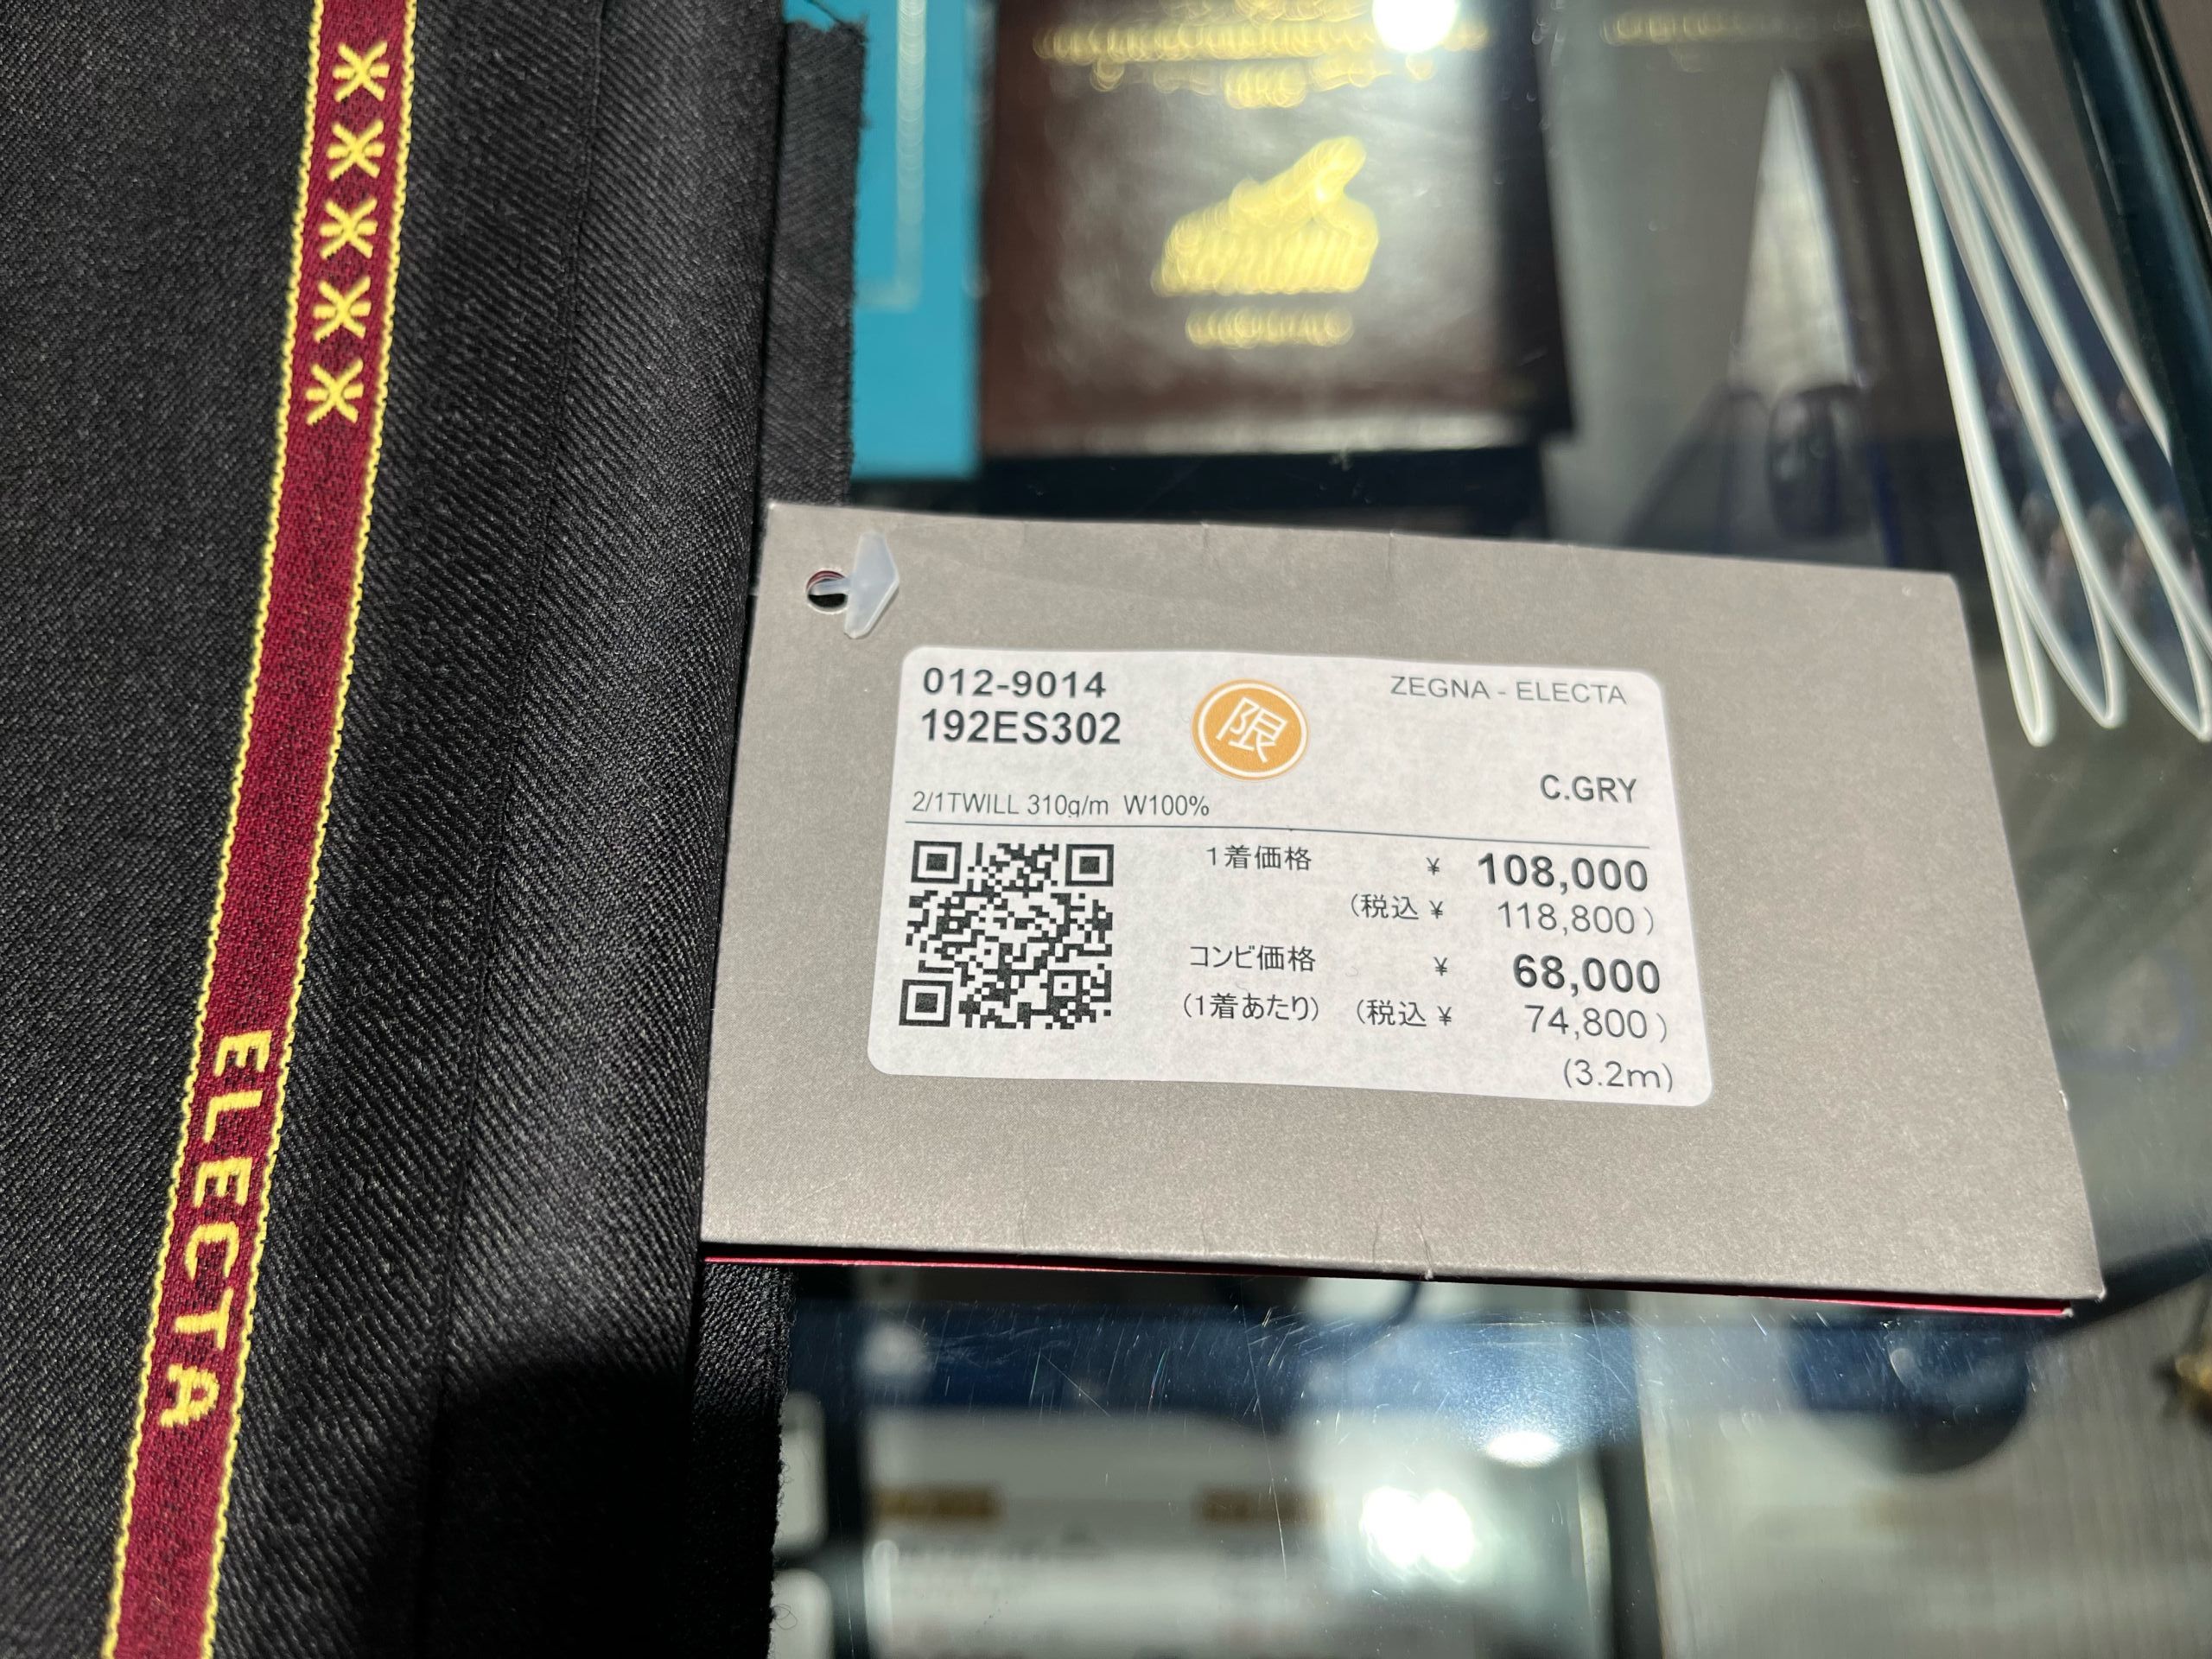 ELECTA
012-9014
192ES302
限
ZEGNA - ELECTA
C.GRY
2/1TWILL 310g/m W100%
1着価格 ¥ 108,000
(税込 ¥ 118,800)
コンビ価格 ¥ 68,000
(1着あたり) (税込 ¥ 74,800)
(3.2m)